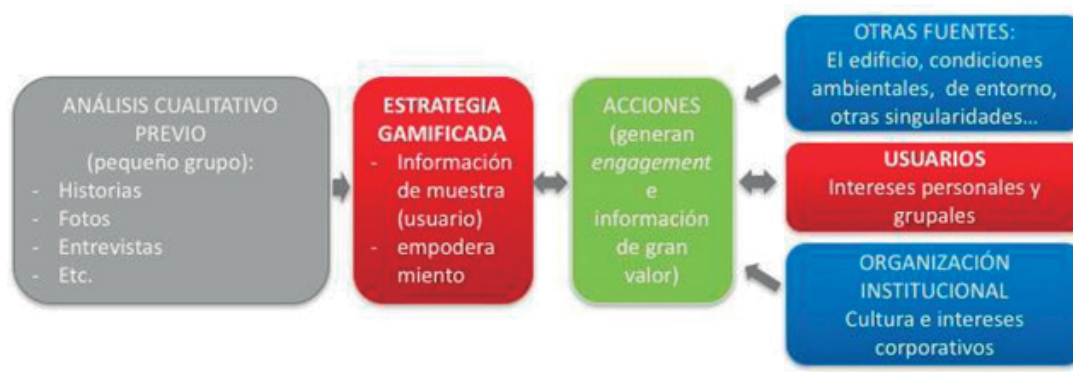 ANÁLISIS CUALITATIVO
PREVIO
(pequeño grupo):
- Historias
- Fotos
- Entrevistas
- Etc.
ESTRATEGIA
GAMIFICADA
- Información
de muestra
(usuario)
- empodera
miento
ACCIONES
(generan
engagement
e
información
de gran
valor)
OTRAS FUENTES:
El edificio, condiciones
ambientales, de entorno,
otras singularidades...
USUARIOS
Intereses personales y
grupales
ORGANIZACIÓN
INSTITUCIONAL
Cultura e intereses
corporativos